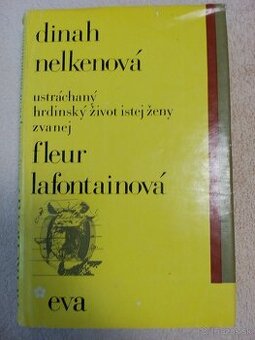 dinah
nelkenová
ustráchaný
hrdinský život istej ženy
zvanej
fleur
lafontainová
eva